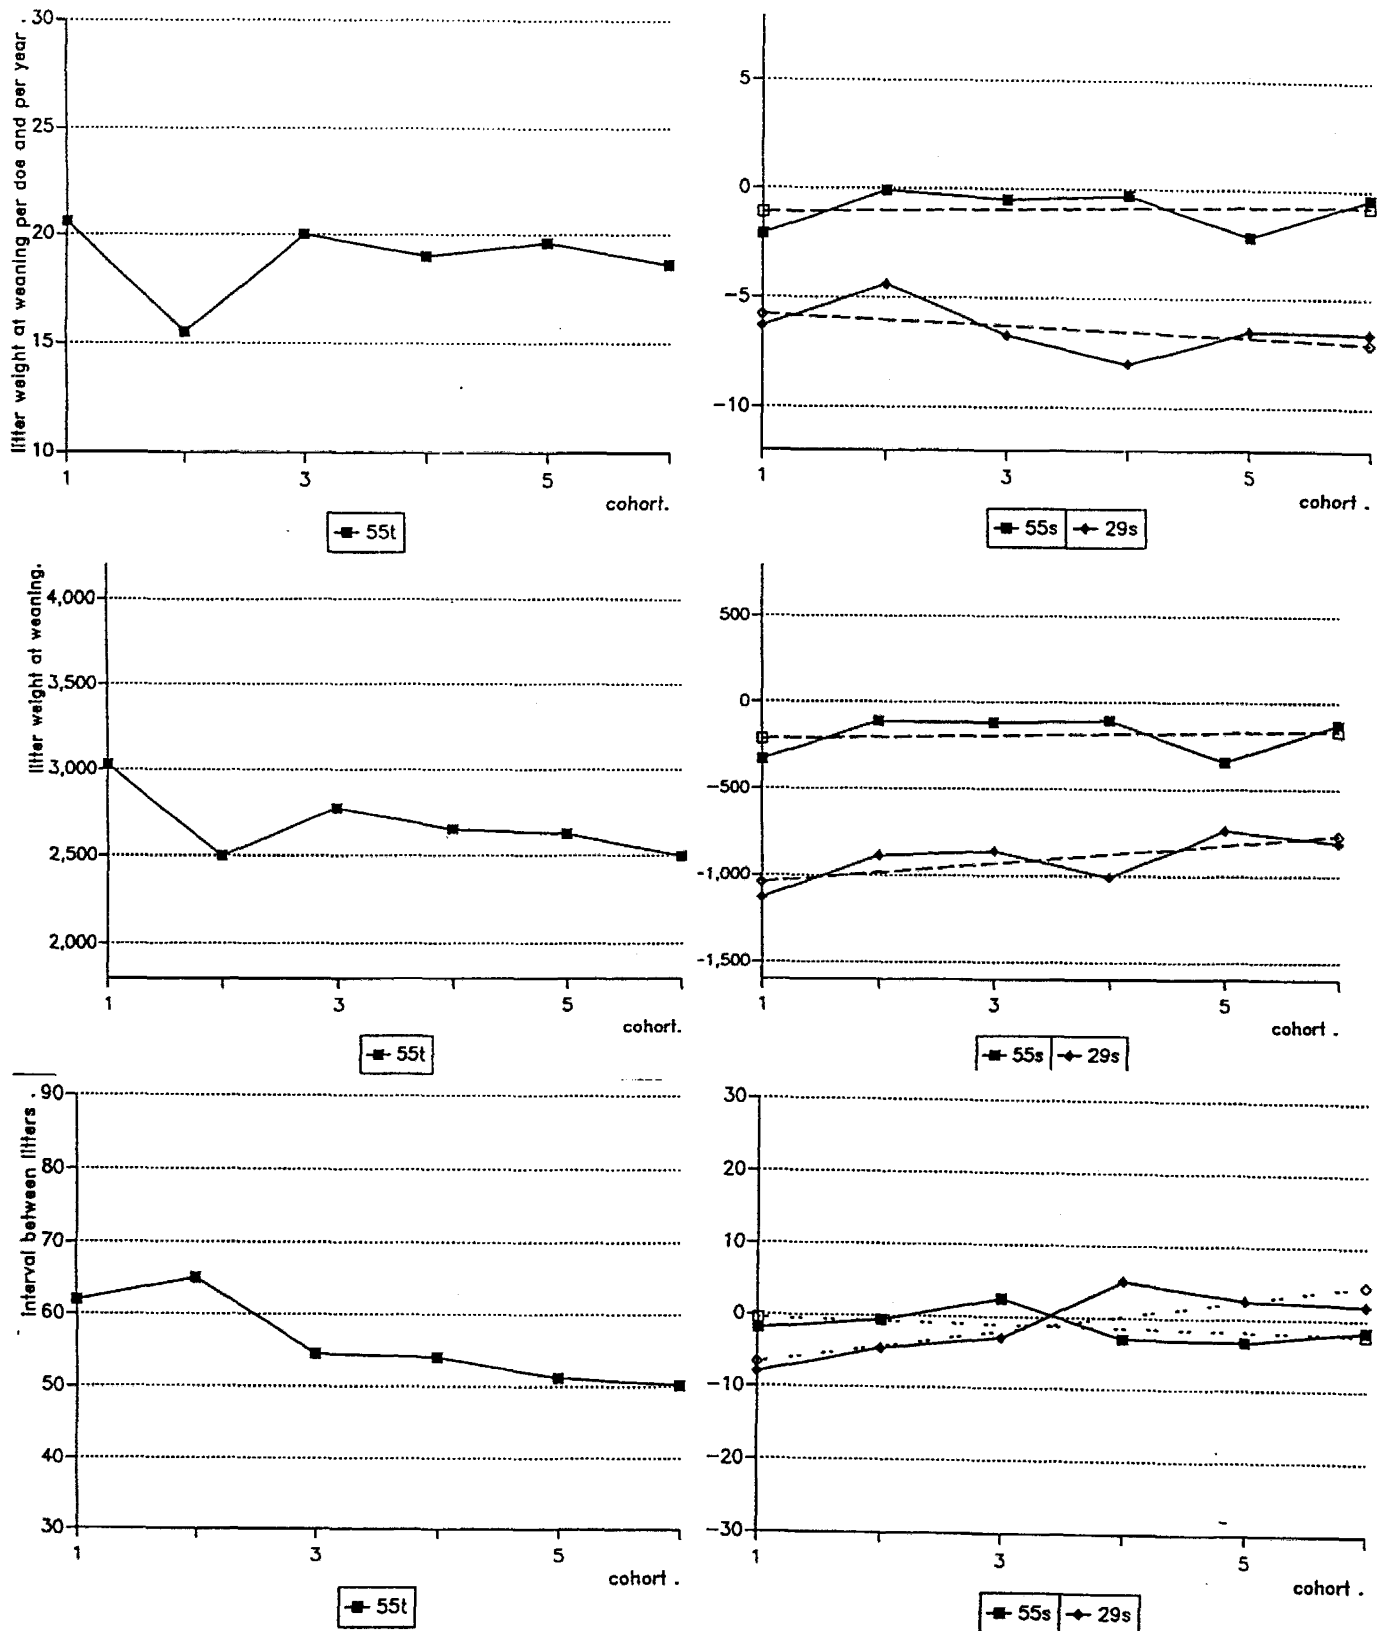 litter weight at weaning per doe and per year .
30
25
20
15
10
1
3
5
cohort.
55t
5
0
-5
-10
1
3
5
cohort .
55s
29s
litter weight at weaning.
4,000
3,500
3,000
2,500
2,000
1
3
5
cohort.
55t
500
0
-500
-1,000
-1,500
1
3
5
cohort .
55s
29s
Interval between litters .
90
80
70
60
50
40
30
1
3
5
cohort .
55t
30
20
10
0
-10
-20
-30
1
3
5
cohort .
55s
29s